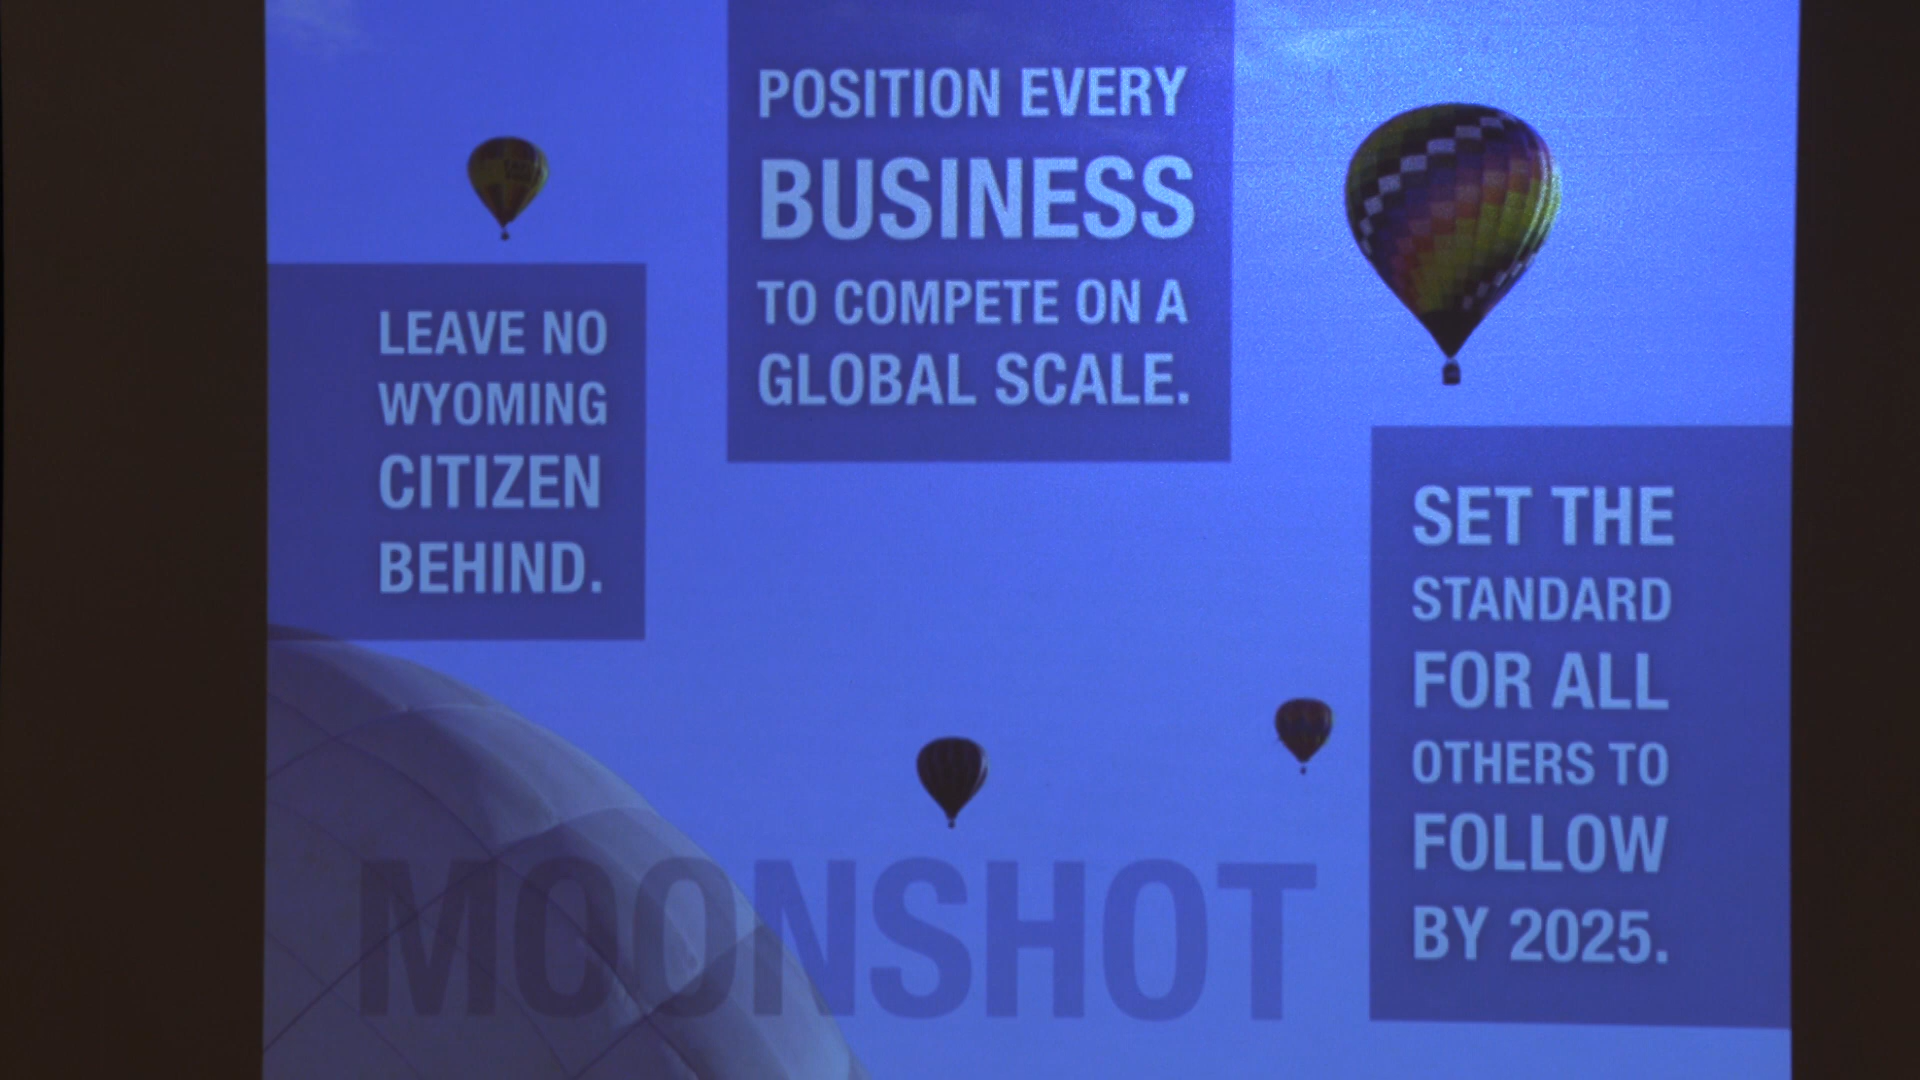 LEAVE NO
WYOMING
CITIZEN
BEHIND.
POSITION EVERY
BUSINESS
TO COMPETE ON A
GLOBAL SCALE.
SET THE
STANDARD
FOR ALL
OTHERS TO
FOLLOW
BY 2025.
MOONSHOT